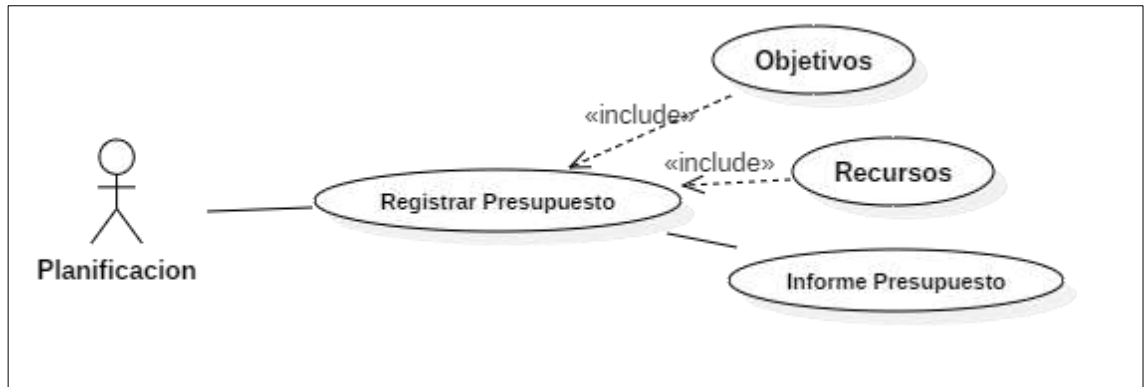 Objetivos
«include»
«include»
Recursos
Registrar Presupuesto
Planificacion
Informe Presupuesto